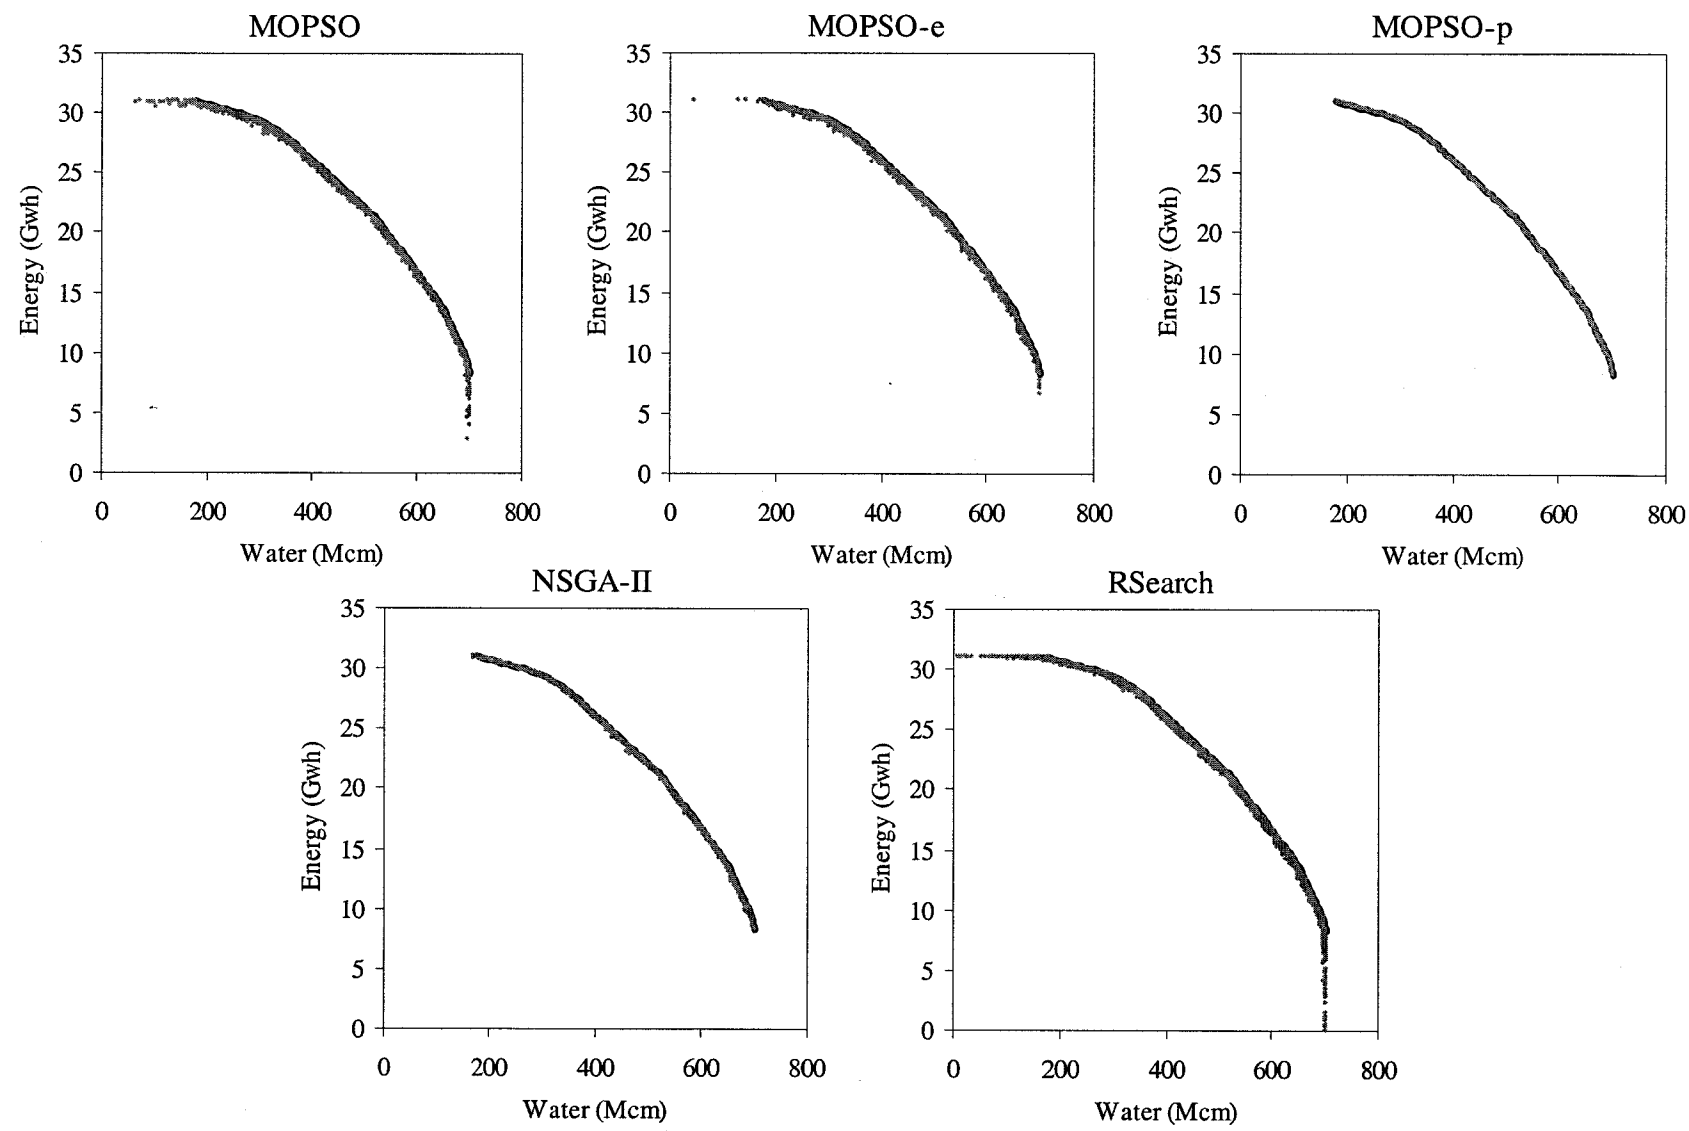 MOPSO MOPSO-e MOPSO-p
35 35 35
30 30 30
25 25 25
20 20 20
15 15 15
10 10 10
5 5 5
0 0 0
Energy (Gwh) Energy (Gwh) Energy (Gwh)
0 200 400 600 800 0 200 400 600 800 0 200 400 600 800
Water (Mcm) Water (Mcm) Water (Mcm)
NSGA-II RSearch
35 35
30 30
25 25
20 20
15 15
10 10
5 5
0 0
Energy (Gwh) Energy (Gwh)
0 200 400 600 800 0 200 400 600 800
Water (Mcm) Water (Mcm)